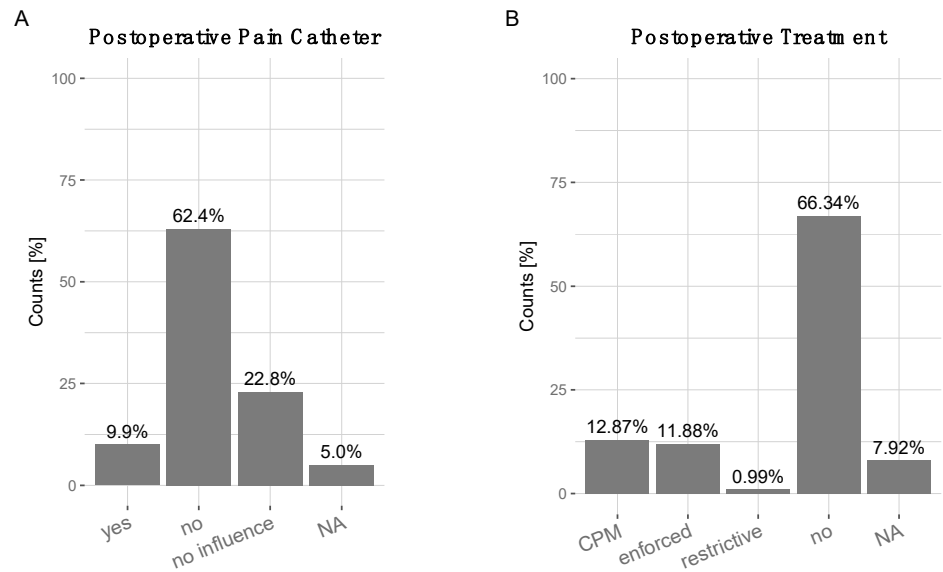 A
Postoperative Pain Catheter
Counts [%]
100
75
50
25
0
9.9%
62.4%
22.8%
5.0%
yes
no
no influence
NA
B
Postoperative Treatment
Counts [%]
100
75
50
25
0
12.87%
11.88%
0.99%
66.34%
7.92%
CPM
enforced
restrictive
no
NA